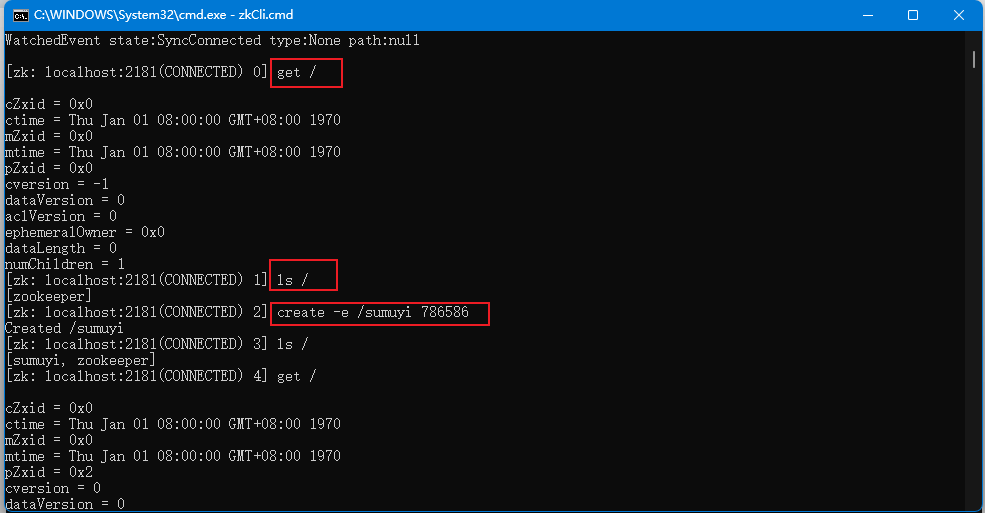 C:\WINDOWS\System32\cmd.exe - zkCli.cmd
WatchedEvent state:SyncConnected type:None path:null
[zk: localhost:2181(CONNECTED) 0] get /
cZxid = 0x0
ctime = Thu Jan 01 08:00:00 GMT+08:00 1970
mZxid = 0x0
mtime = Thu Jan 01 08:00:00 GMT+08:00 1970
pZxid = 0x0
cversion = -1
dataVersion = 0
aclVersion = 0
ephemeralOwner = 0x0
dataLength = 0
numChildren = 1
[zk: localhost:2181(CONNECTED) 1] ls /
[zookeeper]
[zk: localhost:2181(CONNECTED) 2] create -e /sumuyi 786586
Created /sumuyi
[zk: localhost:2181(CONNECTED) 3] ls /
[sumuyi, zookeeper]
[zk: localhost:2181(CONNECTED) 4] get /
cZxid = 0x0
ctime = Thu Jan 01 08:00:00 GMT+08:00 1970
mZxid = 0x0
mtime = Thu Jan 01 08:00:00 GMT+08:00 1970
pZxid = 0x2
cversion = 0
dataVersion = 0